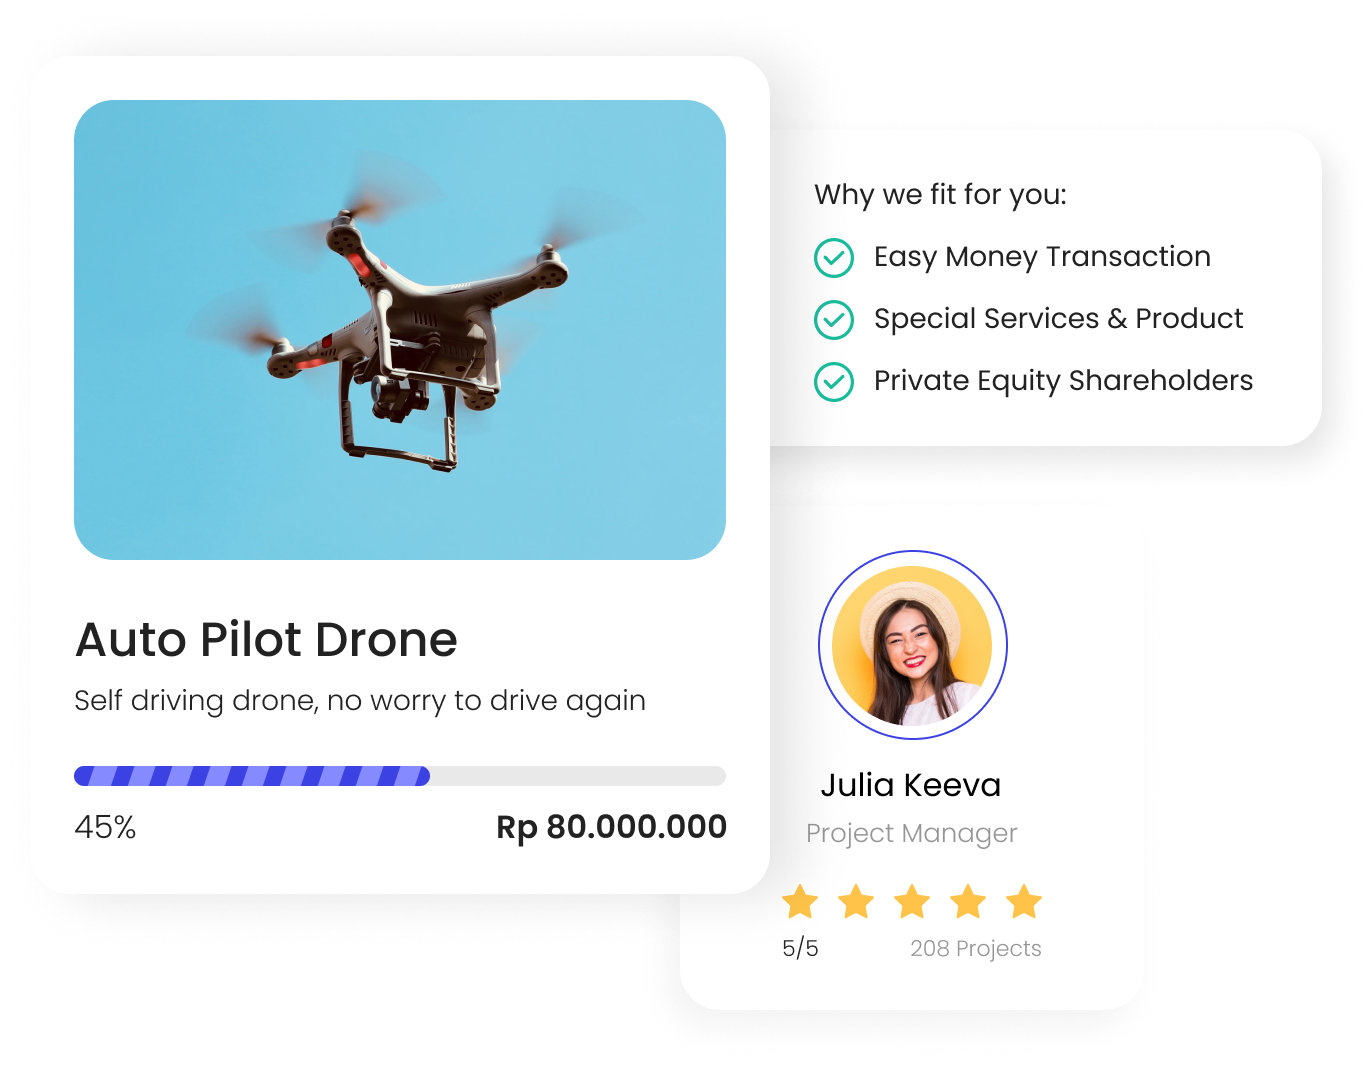 Auto Pilot Drone
Self driving drone, no worry to drive again
45%
Rp 80.000.000
Why we fit for you:
Easy Money Transaction
Special Services & Product
Private Equity Shareholders
Julia Keeva
Project Manager
5/5
208 Projects